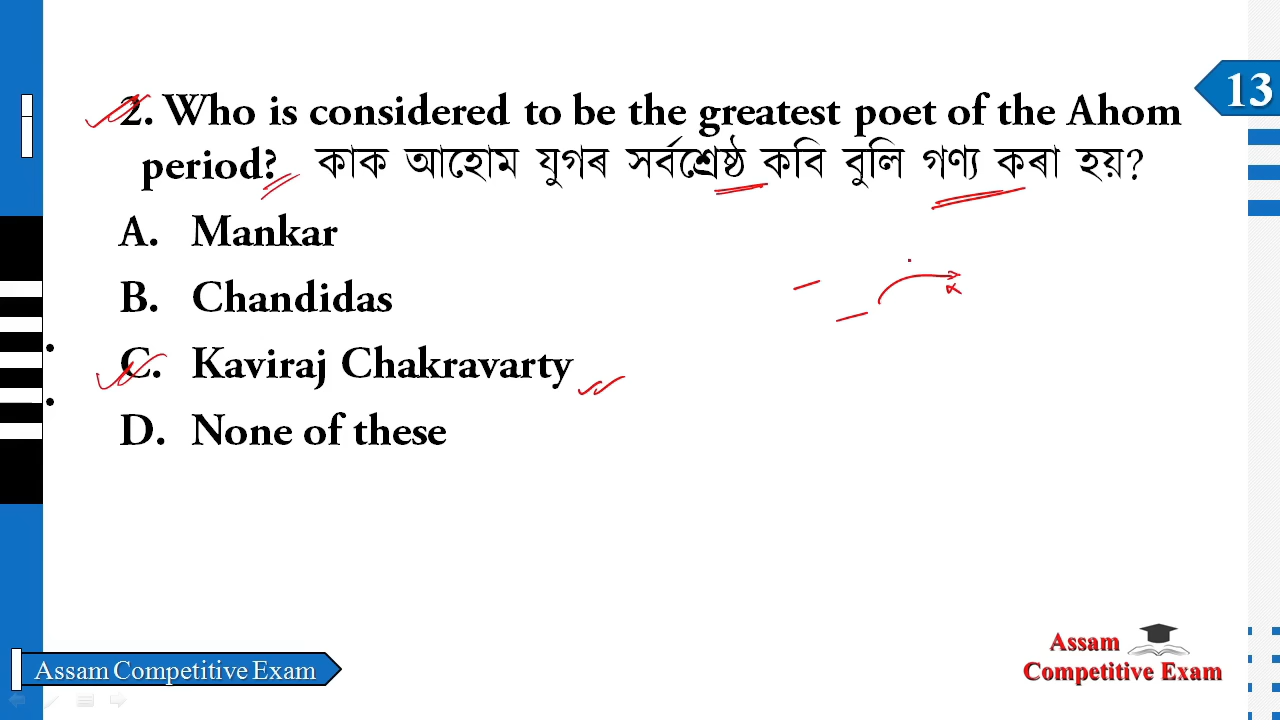 13
2. Who is considered to be the greatest poet of the Ahom
period? কাক আহোম যুগৰ সৰ্বশ্ৰেষ্ঠ কবি বুলি গণ্য কৰা হয়?
A. Mankar
B. Chandidas
C. Kaviraj Chakravarty
D. None of these
Assam Competitive Exam
Assam
Competitive Exam